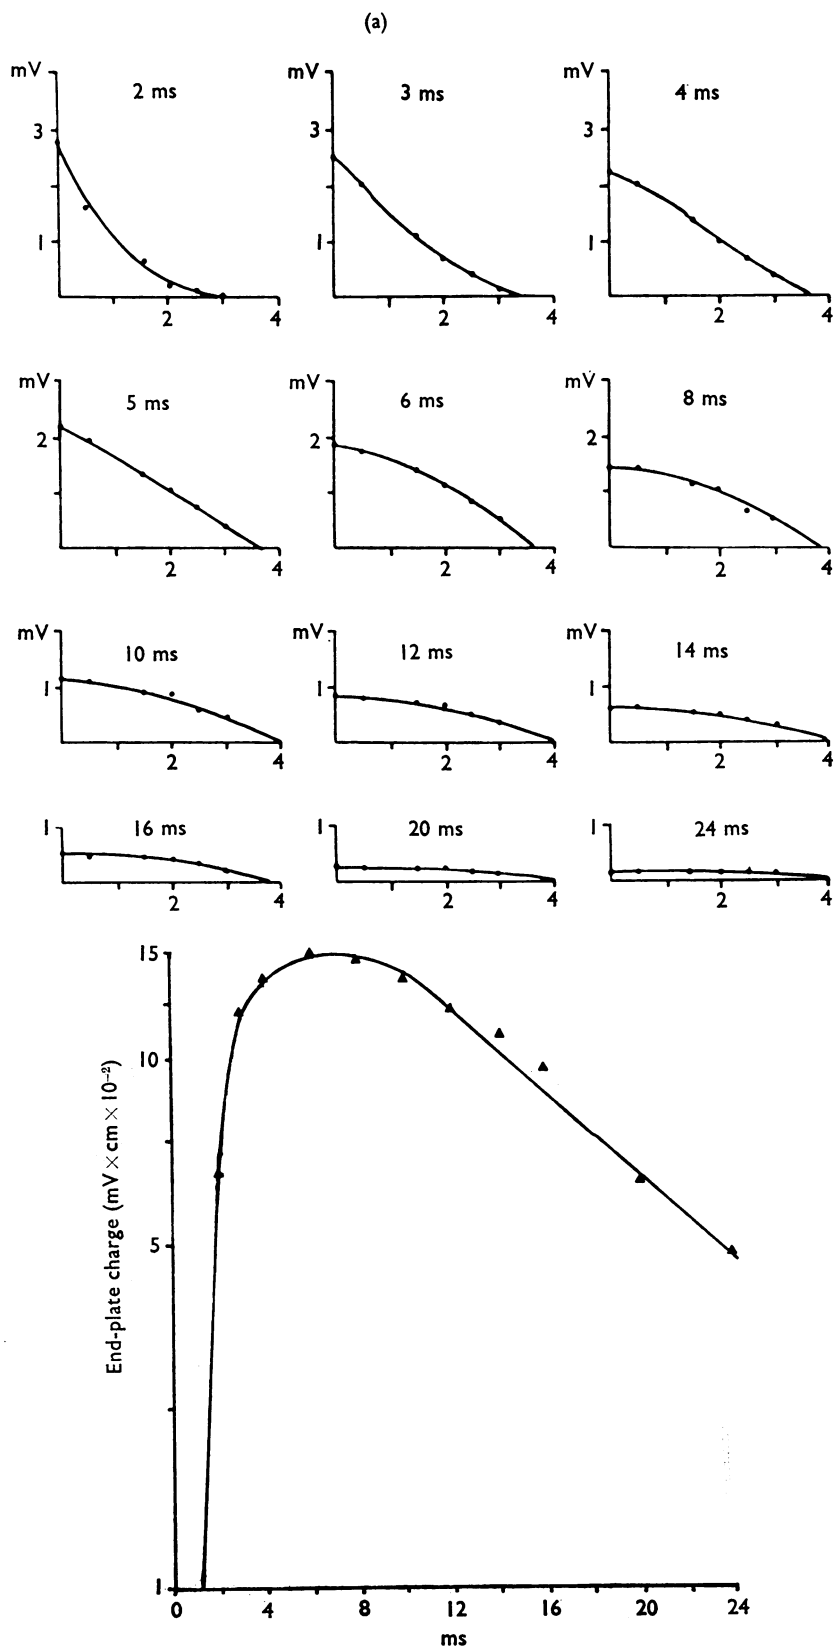 (a)
mV 2 ms mV 3 ms mV 4 ms
3 3 3
1 1 1
2 4 2 4 2 4
mV 5 ms mV 6 ms mV 8 ms
2 2 2
2 4 2 4 2 4
mV 10 ms mV 12 ms mV 14 ms
1 1 1
2 4 2 4 2 4
1 16 ms 1 20 ms 1 24 ms
2 4 2 4 2 4
15
10
5
1
End-plate charge (mV × cm × 10⁻²)
0 4 8 12 16 20 24
ms